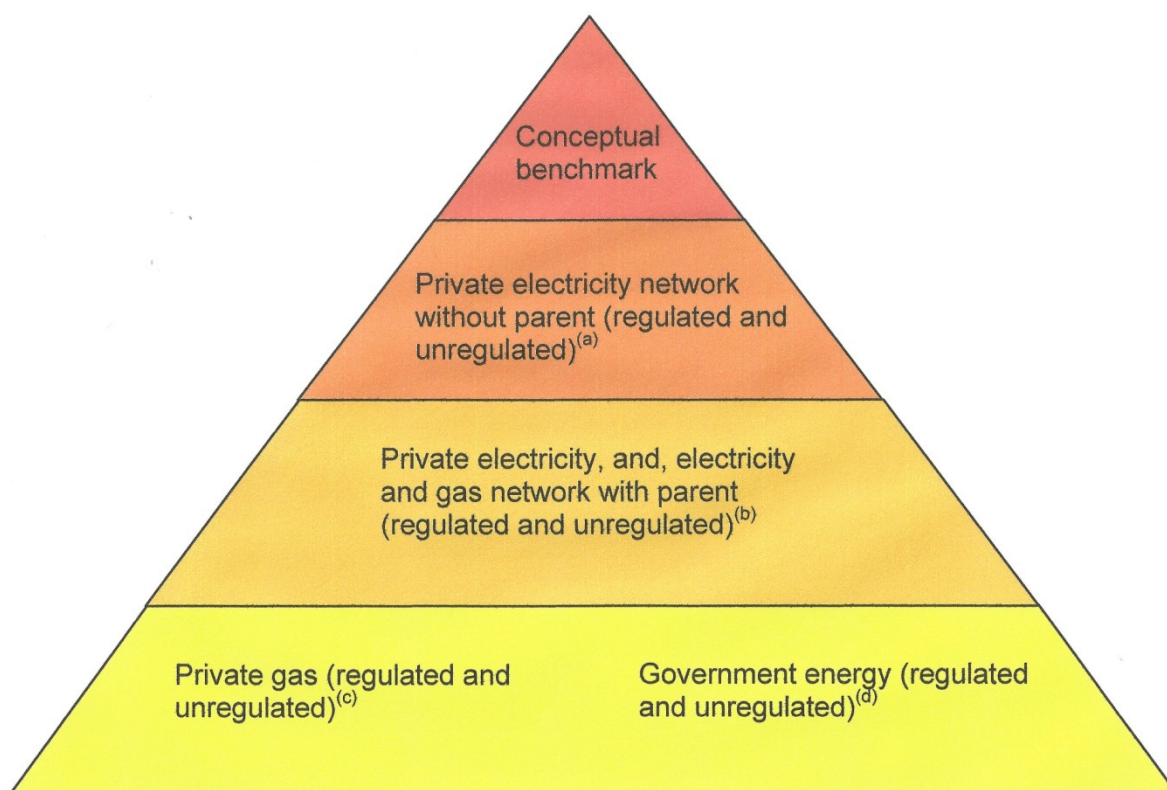 Conceptual
benchmark
Private electricity network
without parent (regulated and
unregulated)(a)
Private electricity, and, electricity
and gas network with parent
(regulated and unregulated)(b)
Private gas (regulated and
unregulated)(c)
Government energy (regulated
and unregulated)(d)